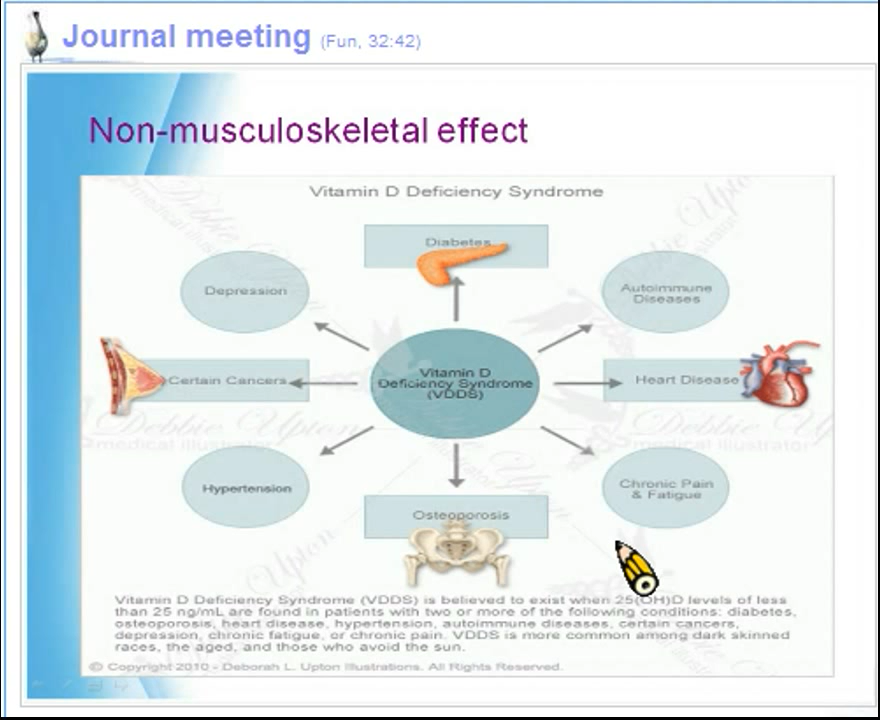 Journal meeting (Fun, 32:42)
Non-musculoskeletal effect
Vitamin D Deficiency Syndrome
Diabetes
Depression
Autoimmune
Diseases
Certain Cancers
Vitamin D
Deficiency Syndrome
(VDDS)
Heart Disease
Hypertension
Chronic Pain
& Fatigue
Osteoporosis
Debbie Upton
medical illustrator
Vitamin D Deficiency Syndrome (VDDS) is believed to exist when 25(OH)D levels of less
than 25 ng/mL are found in patients with two or more of the following conditions: diabetes,
osteoporosis, heart disease, hypertension, autoimmune diseases, certain cancers,
depression, chronic fatigue, or chronic pain. VDDS is more common among dark skinned
races, the aged, and those who avoid the sun.
© Copyright 2010 - Deborah L. Upton Illustrations. All Rights Reserved.